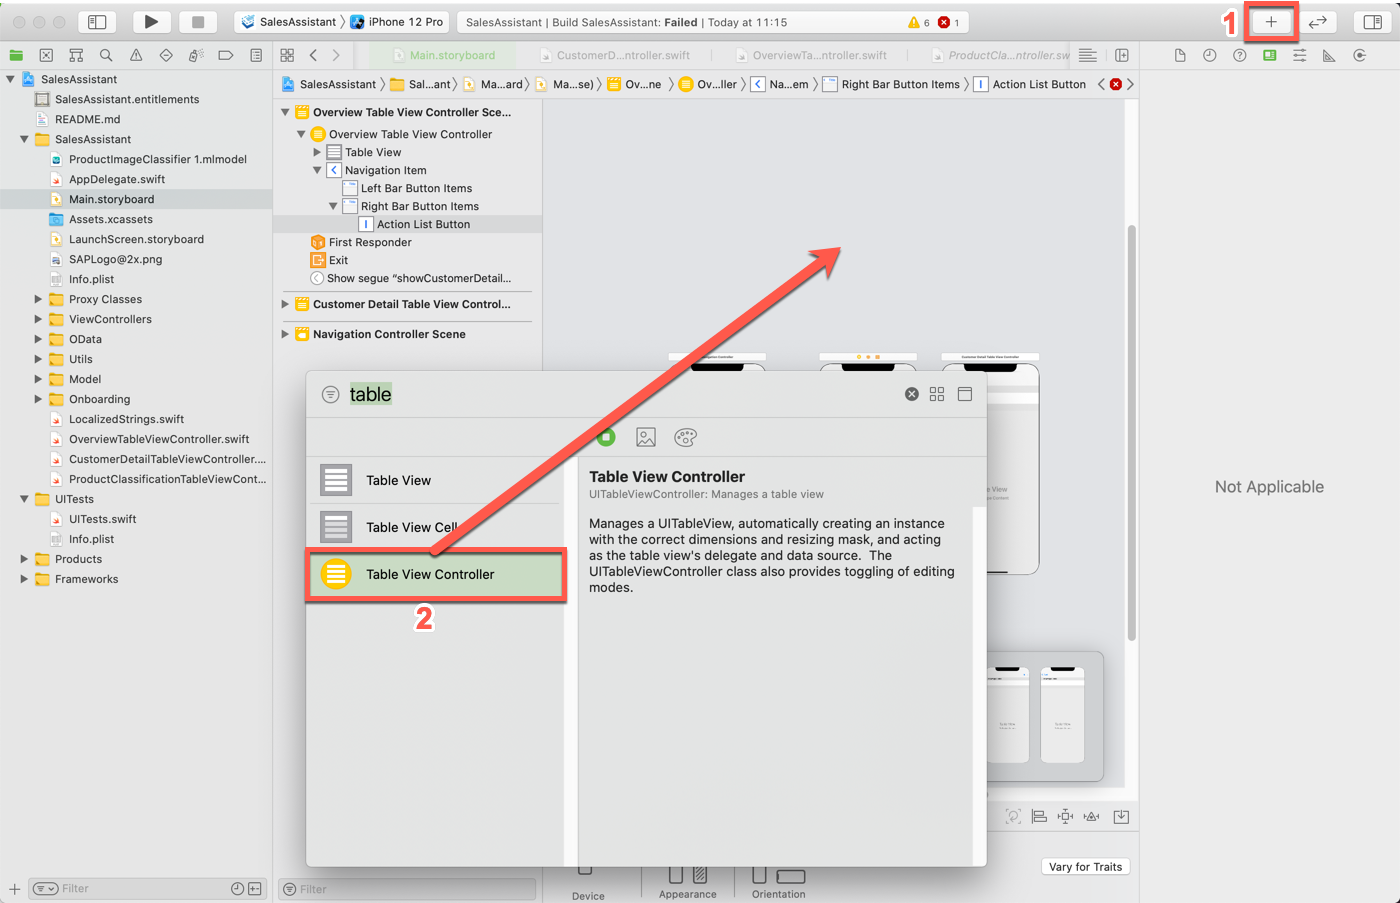 SalesAssistant
iPhone 12 Pro
SalesAssistant | Build SalesAssistant: Failed | Today at 11:15
6
1
1
Main.storyboard
CustomerD...ntroller.swift
OverviewTa...ntroller.swift
ProductCla...ntroller.sw
SalesAssistant
Sal...ant
Ma...ard
Ma...se)
Ov...ne
Ov...ller
Na...em
Right Bar Button Items
Action List Button
SalesAssistant
SalesAssistant.entitlements
README.md
SalesAssistant
ProductImageClassifier 1.mlmodel
AppDelegate.swift
Main.storyboard
Assets.xcassets
LaunchScreen.storyboard
SAPLogo@2x.png
Info.plist
Proxy Classes
ViewControllers
OData
Utils
Model
Onboarding
LocalizedStrings.swift
OverviewTableViewController.swift
CustomerDetailTableViewController....
ProductClassificationTableViewCont...
UITests
UITests.swift
Info.plist
Products
Frameworks
Filter
Overview Table View Controller Sce...
Overview Table View Controller
Table View
Navigation Item
Left Bar Button Items
Right Bar Button Items
Action List Button
First Responder
Exit
Show segue “showCustomerDetail...
Customer Detail Table View Control...
Navigation Controller Scene
Filter
Customer Detail Table View Controller
table
Table View
Table View Cell
Table View Controller
2
Table View Controller
UITableViewController: Manages a table view
Manages a UITableView, automatically creating an instance
with the correct dimensions and resizing mask, and acting
as the table view's delegate and data source. The
UITableViewController class also provides toggling of editing
modes.
Not Applicable
Vary for Traits
Device
Appearance
Orientation